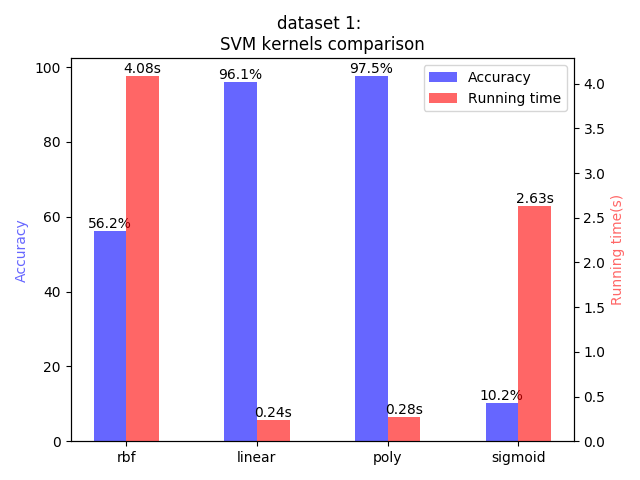 dataset 1:
SVM kernels comparison
Accuracy
Running time
100
80
60
40
20
0
Accuracy
4.0
3.5
3.0
2.5
2.0
1.5
1.0
0.5
0.0
Running time(s)
56.2%
4.08s
96.1%
0.24s
97.5%
0.28s
10.2%
2.63s
rbf
linear
poly
sigmoid